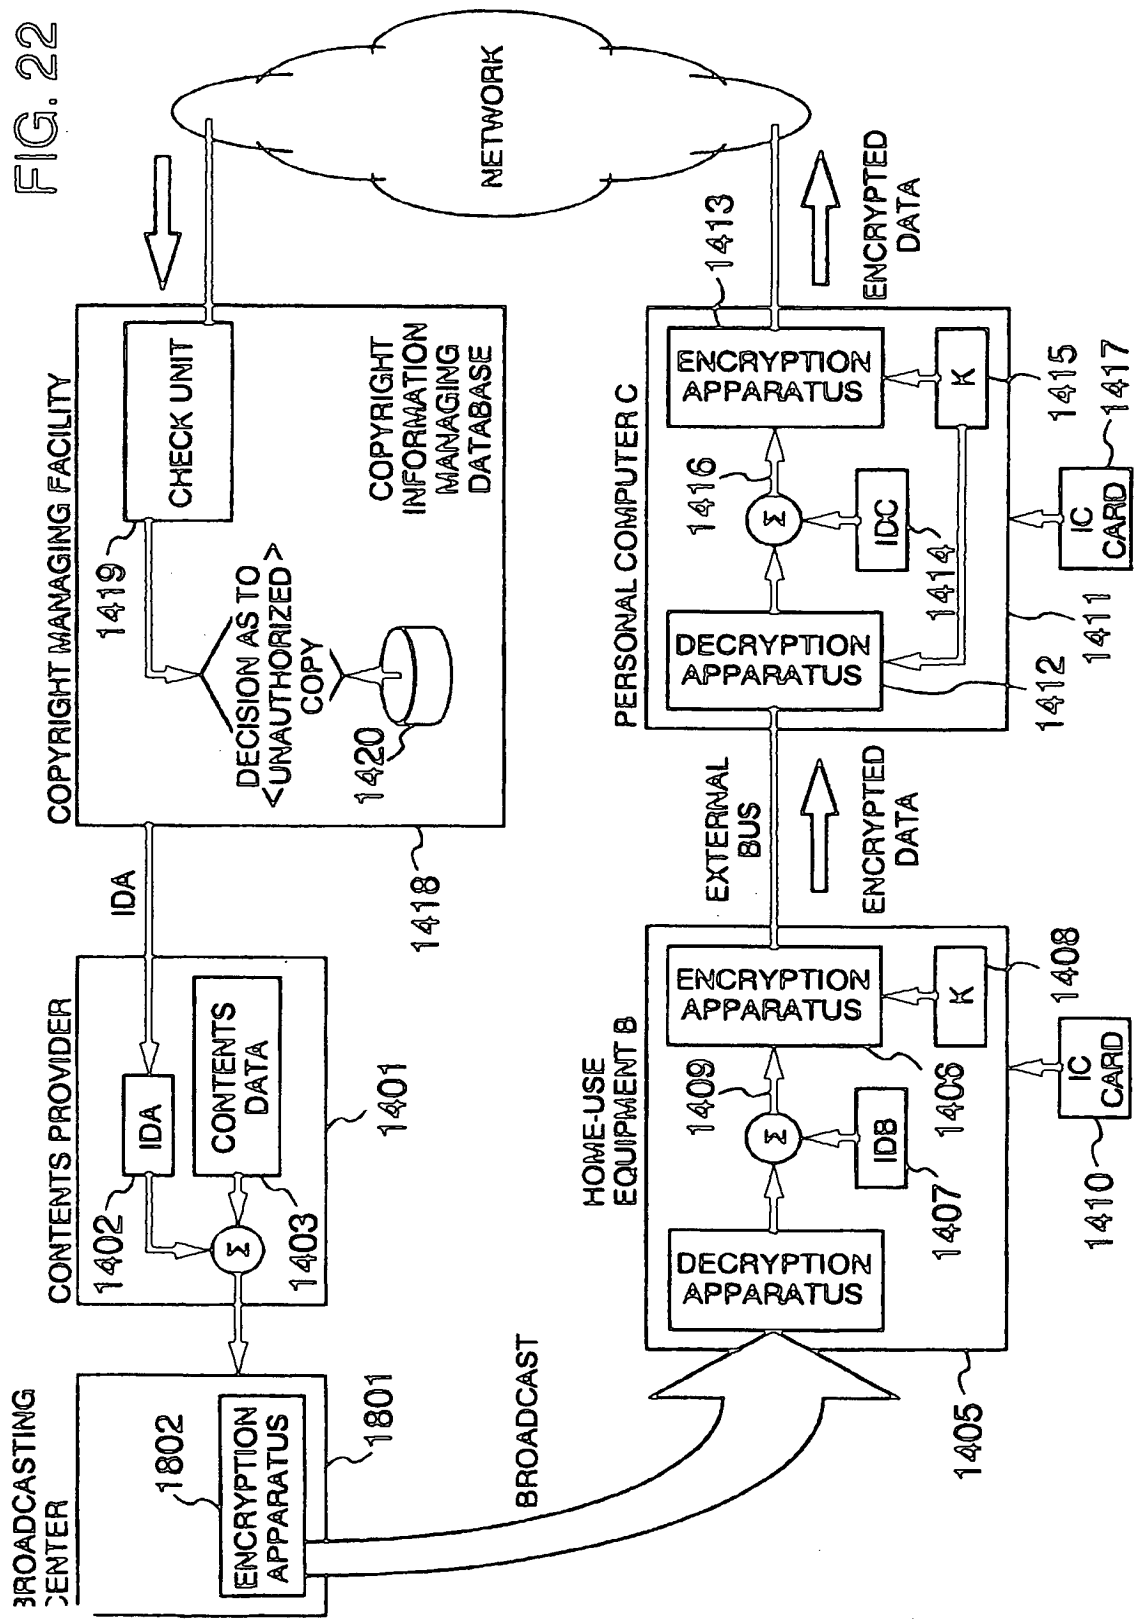 FIG. 22
BROADCASTING
CENTER
1802
ENCRYPTION
APPARATUS
1801
CONTENTS PROVIDER
1402
IDA
CONTENTS
DATA
Σ
1403
1401
IDA
COPYRIGHT MANAGING FACILITY
1419
CHECK UNIT
DECISION AS TO
<UNAUTHORIZED>
COPY
1420
COPYRIGHT
INFORMATION
MANAGING
DATABASE
1418
NETWORK
BROADCAST
HOME-USE
EQUIPMENT B
DECRYPTION
APPARATUS
Σ
1409
ENCRYPTION
APPARATUS
IDB
1407
1406
K
1408
1405
1410
IC
CARD
EXTERNAL
BUS
ENCRYPTED
DATA
PERSONAL COMPUTER C
DECRYPTION
APPARATUS
Σ
1416
ENCRYPTION
APPARATUS
1413
IDC
1414
K
1415
1412
1411
IC
CARD
1417
ENCRYPTED
DATA